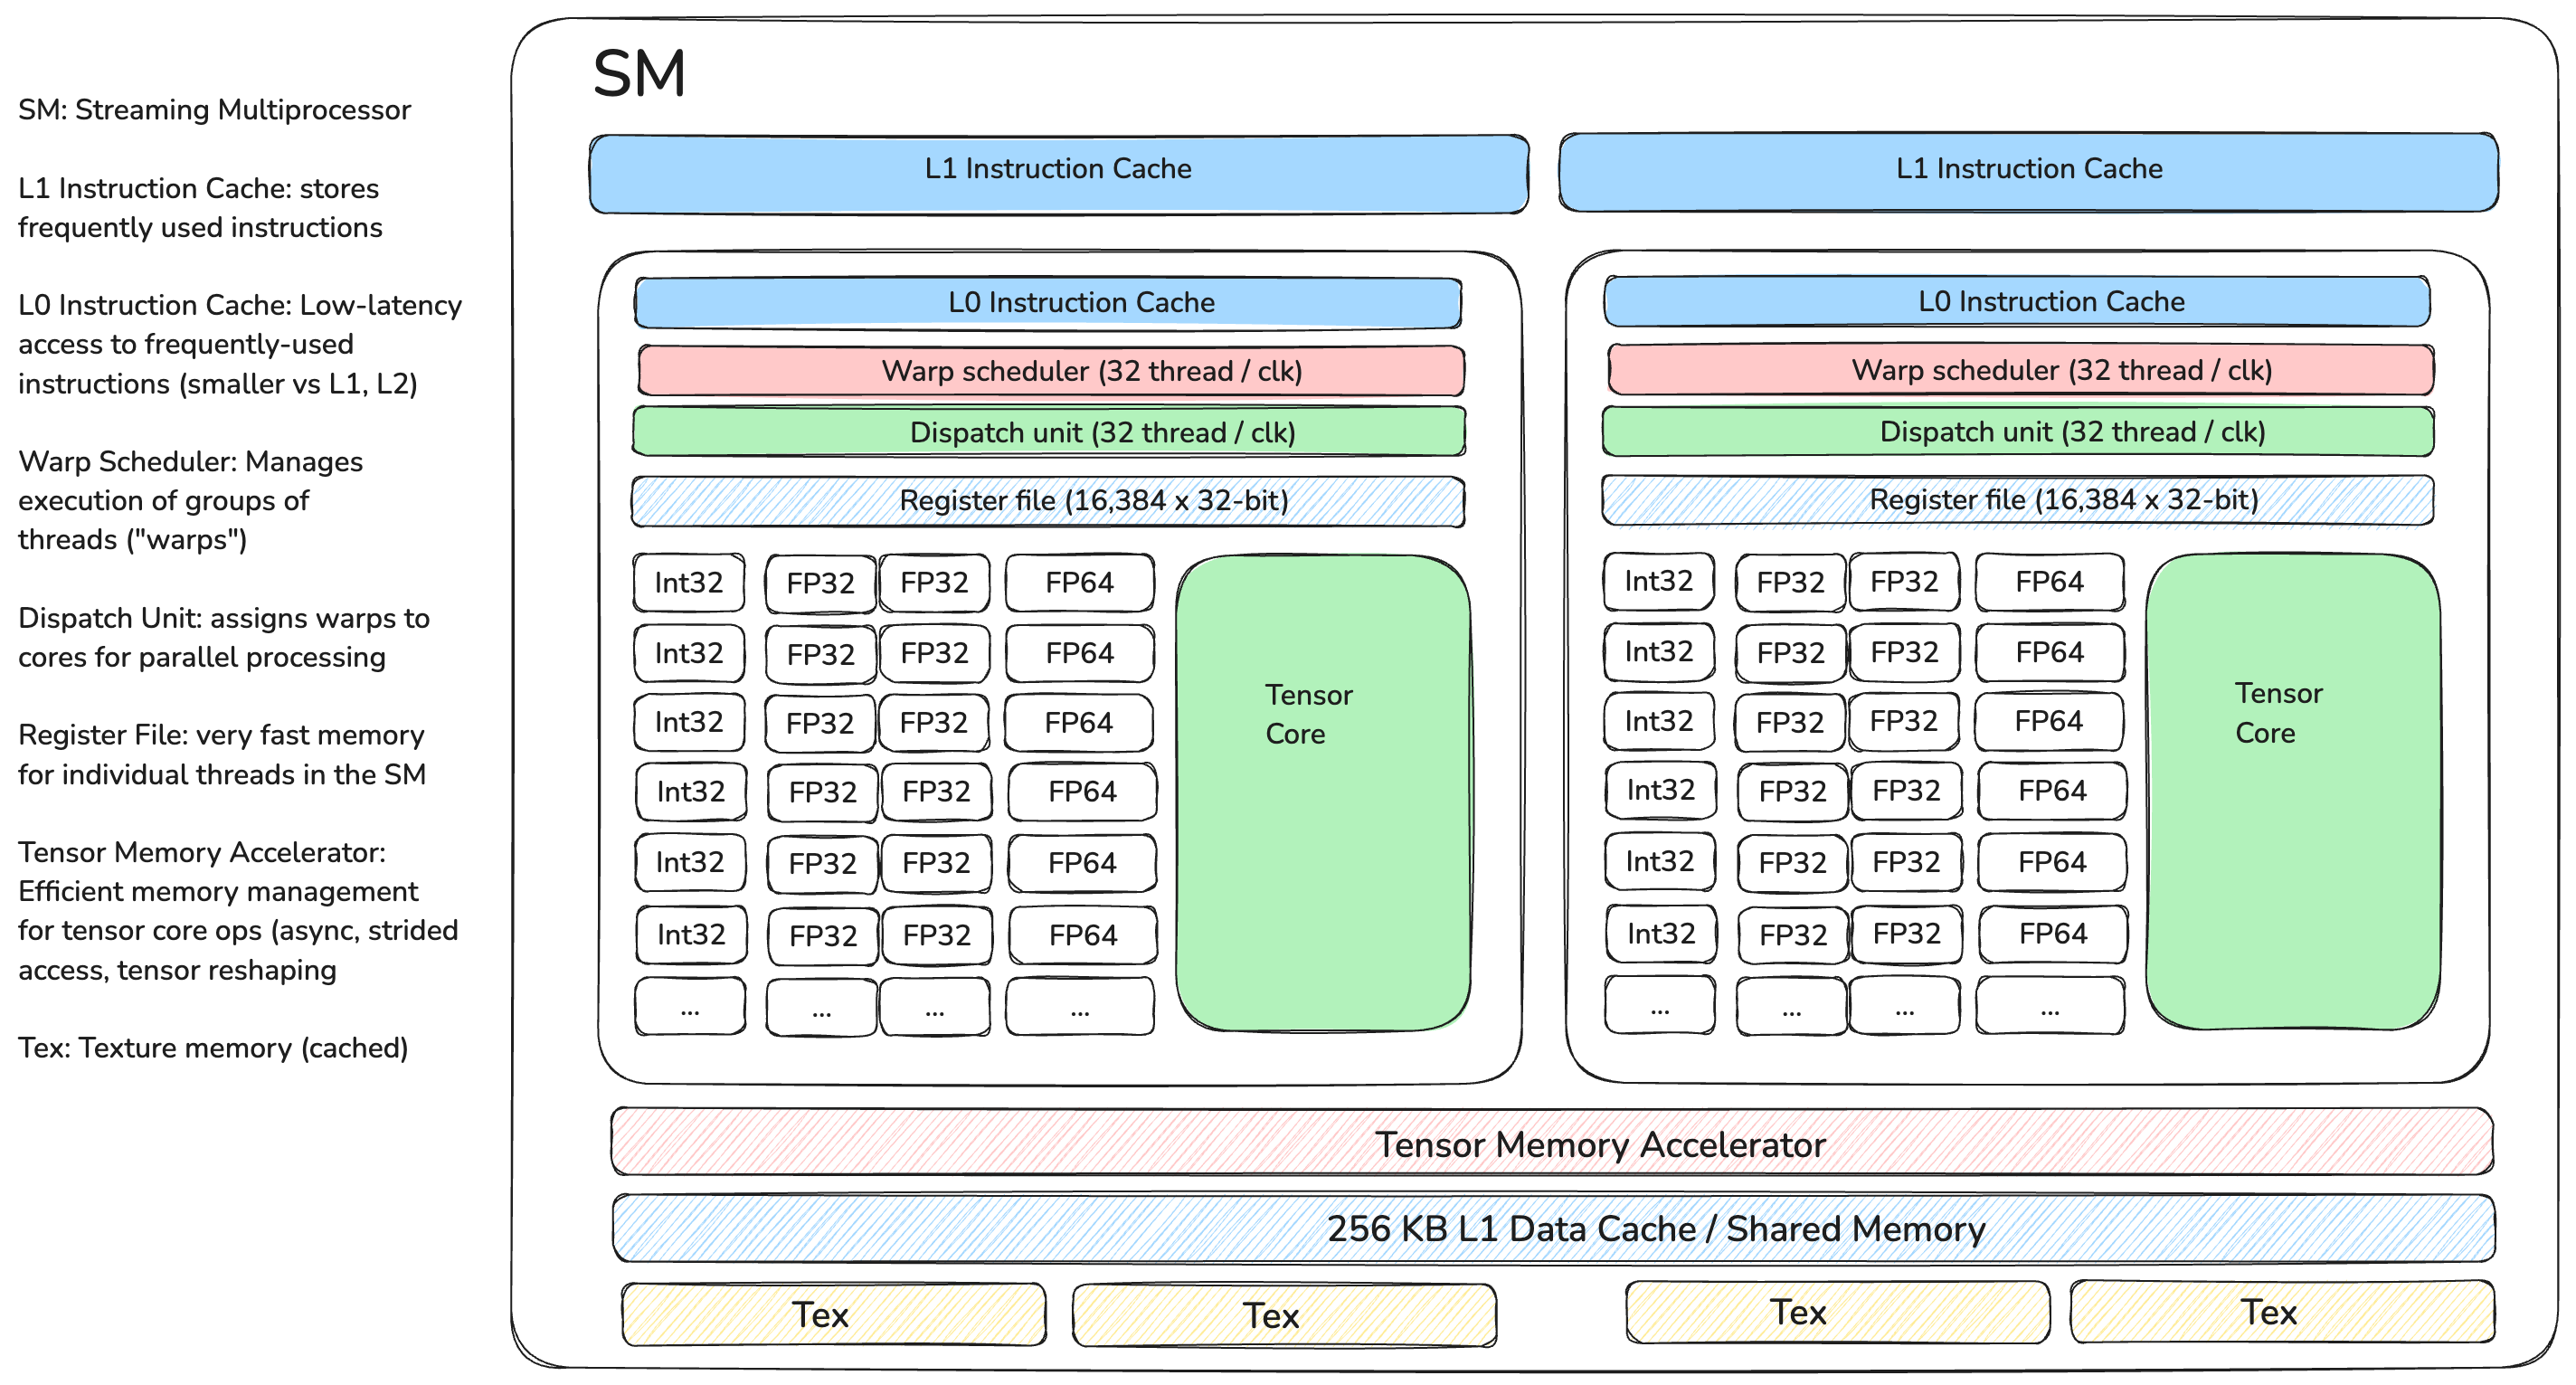 SM: Streaming Multiprocessor
L1 Instruction Cache: stores
frequently used instructions
L0 Instruction Cache: Low-latency
access to frequently-used
instructions (smaller vs L1, L2)
Warp Scheduler: Manages
execution of groups of
threads ("warps")
Dispatch Unit: assigns warps to
cores for parallel processing
Register File: very fast memory
for individual threads in the SM
Tensor Memory Accelerator:
Efficient memory management
for tensor core ops (async, strided
access, tensor reshaping
Tex: Texture memory (cached)
SM
L1 Instruction Cache
L1 Instruction Cache
L0 Instruction Cache
Warp scheduler (32 thread / clk)
Dispatch unit (32 thread / clk)
Register file (16,384 x 32-bit)
Int32 FP32 FP32 FP64
Int32 FP32 FP32 FP64
Int32 FP32 FP32 FP64
Int32 FP32 FP32 FP64
Int32 FP32 FP32 FP64
Int32 FP32 FP32 FP64
... ... ... ...
Tensor
Core
L0 Instruction Cache
Warp scheduler (32 thread / clk)
Dispatch unit (32 thread / clk)
Register file (16,384 x 32-bit)
Int32 FP32 FP32 FP64
Int32 FP32 FP32 FP64
Int32 FP32 FP32 FP64
Int32 FP32 FP32 FP64
Int32 FP32 FP32 FP64
Int32 FP32 FP32 FP64
... ... ... ...
Tensor
Core
Tensor Memory Accelerator
256 KB L1 Data Cache / Shared Memory
Tex Tex Tex Tex